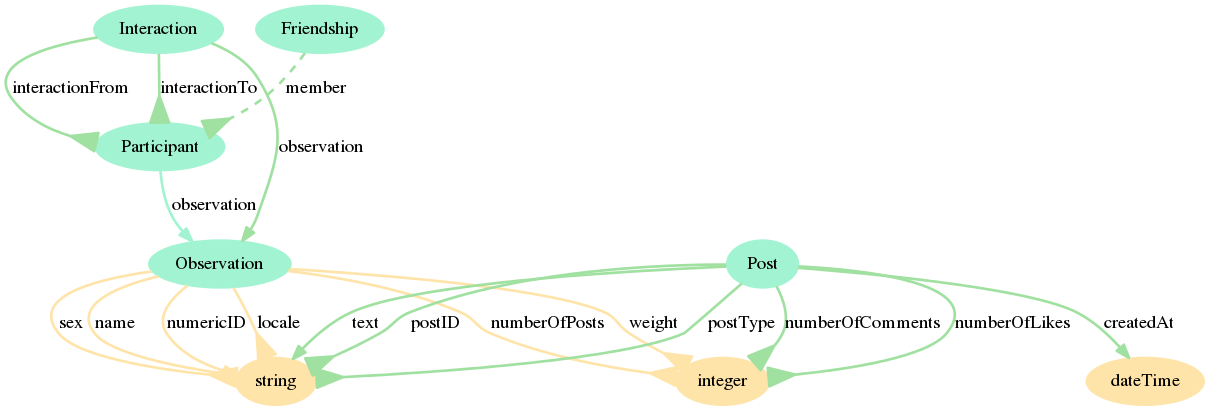 Interaction
Friendship
interactionFrom
interactionTo
member
Participant
observation
observation
Observation
Post
sex
name
numericID
locale
text
postID
numberOfPosts
weight
postType
numberOfComments
numberOfLikes
createdAt
string
integer
dateTime